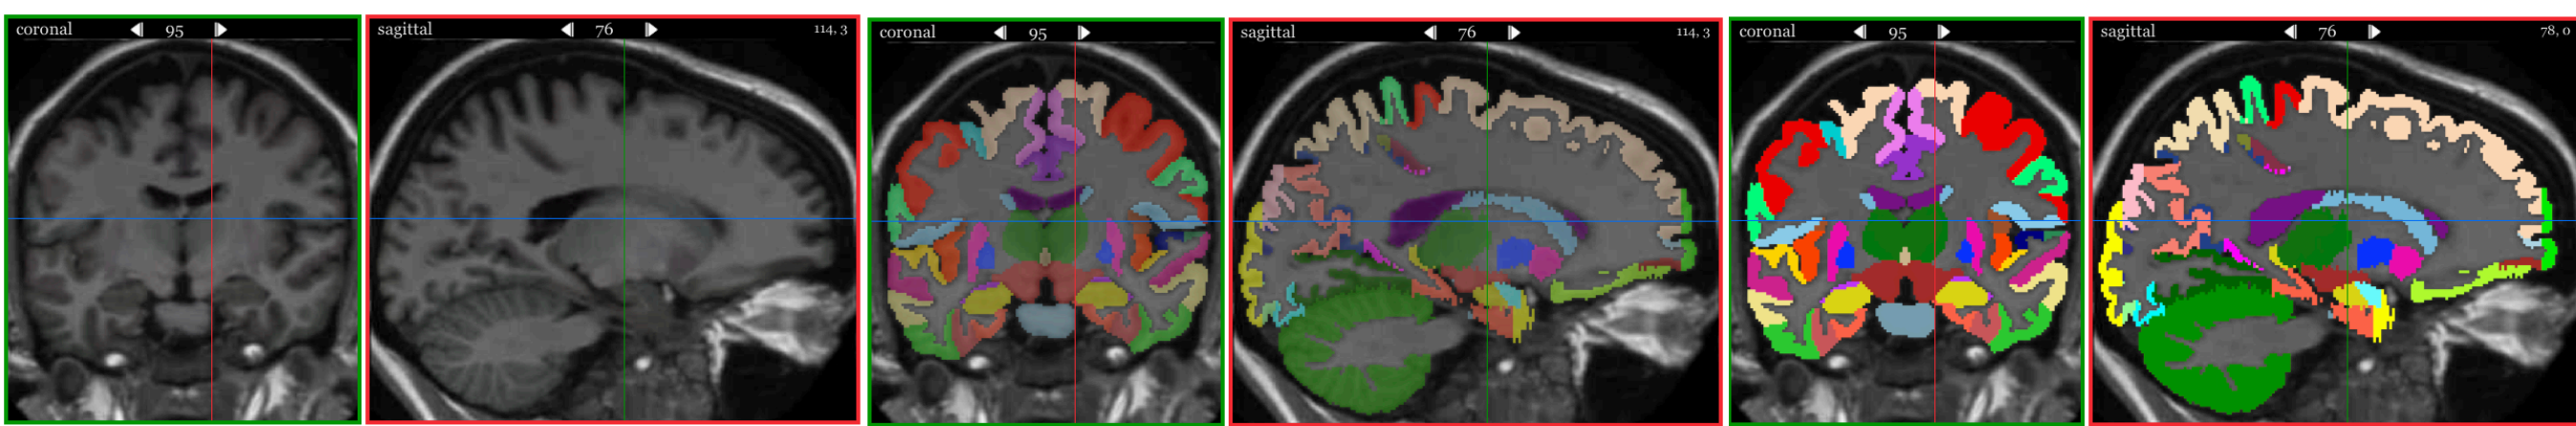 coronal 95
sagittal 76 114, 3
coronal 95
sagittal 76 114, 3
coronal 95
sagittal 76 78, 0